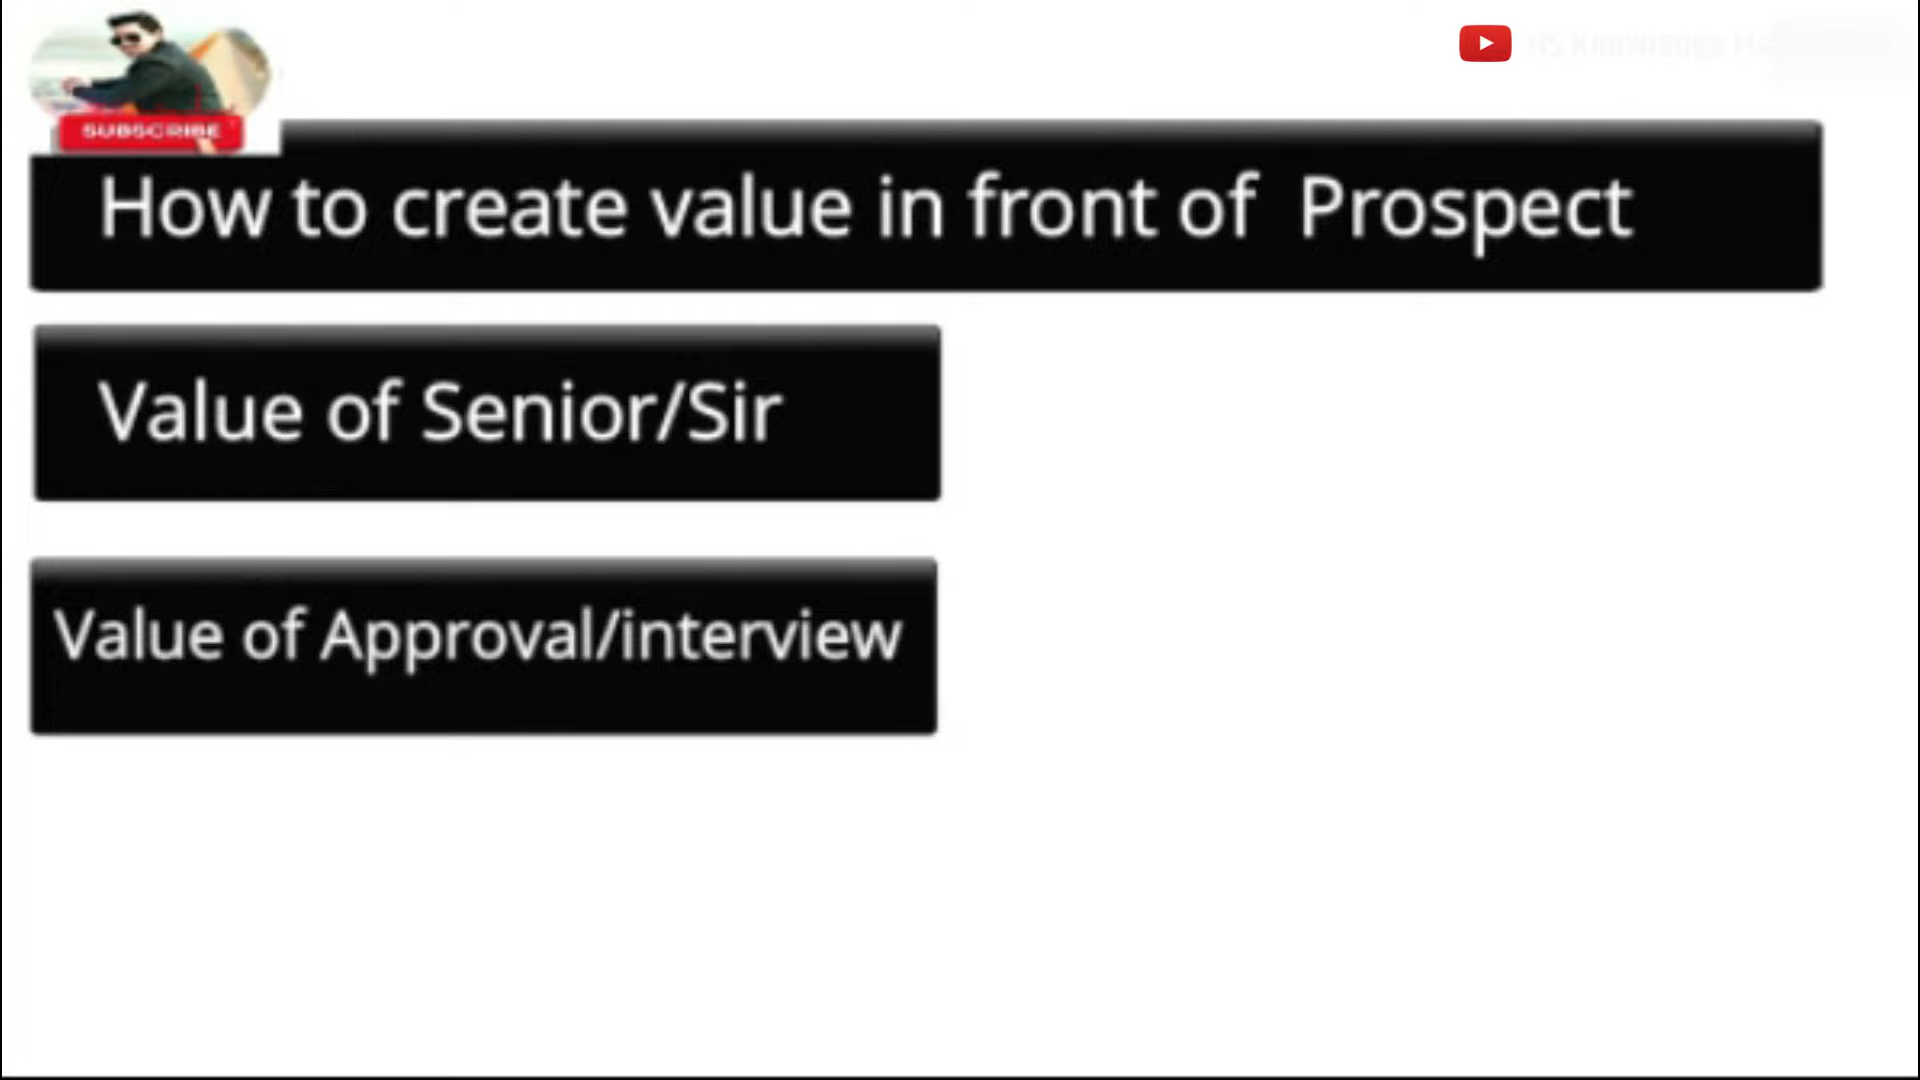 SUBSCRIBE
How to create value in front of Prospect
Value of Senior/Sir
Value of Approval/interview